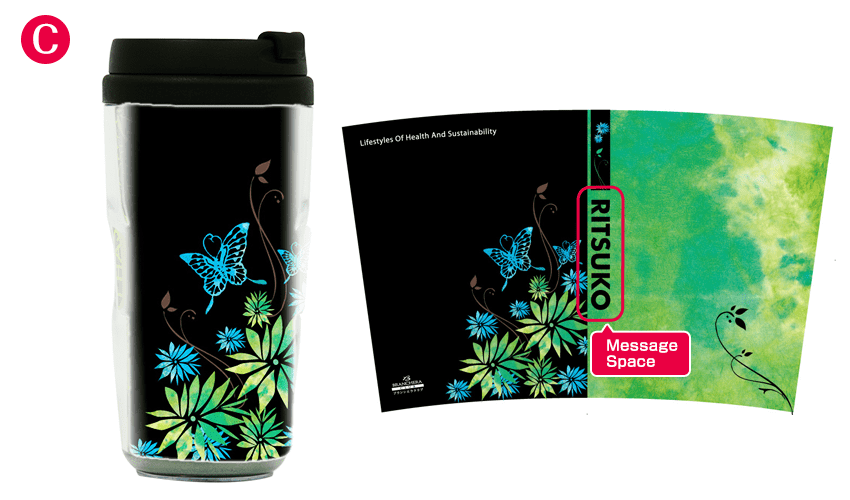 C
Lifestyles Of Health And Sustainability
RITSUKO
Message
Space
BRANCHERA